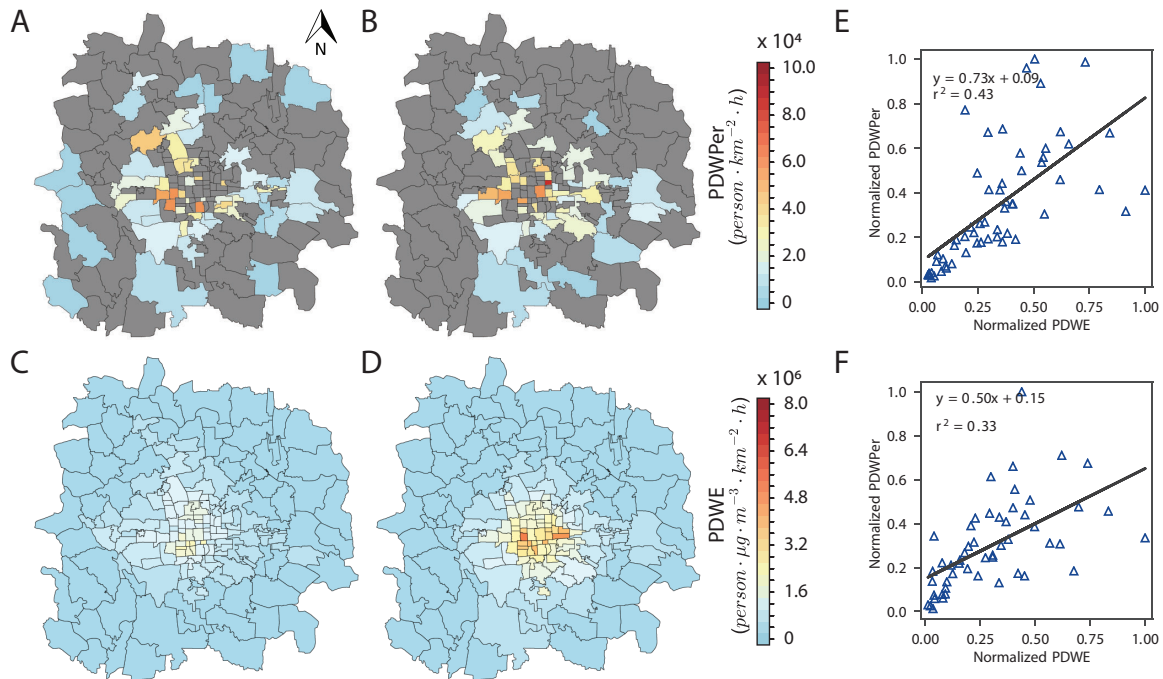 A
N
B
x 10⁴
10.0
8.0
6.0
4.0
2.0
0
PDWPer
(person · km⁻² · h)
E
y = 0.73x + 0.09
r² = 0.43
1.0
0.8
0.6
0.4
0.2
0.0
Normalized PDWPer
0.00 0.25 0.50 0.75 1.00
Normalized PDWE
C
D
x 10⁶
8.0
6.4
4.8
3.2
1.6
0
PDWE
(person · µg · m⁻³ · km⁻² · h)
F
y = 0.50x + 0.15
r² = 0.33
1.0
0.8
0.6
0.4
0.2
0.0
Normalized PDWPer
0.00 0.25 0.50 0.75 1.00
Normalized PDWE